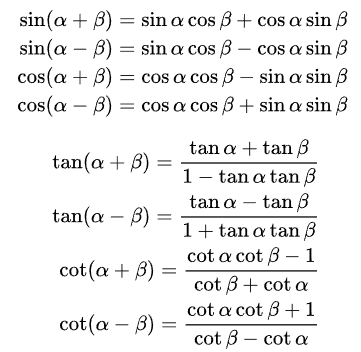 sin(α + β) = sin α cos β + cos α sin β
sin(α − β) = sin α cos β − cos α sin β
cos(α + β) = cos α cos β − sin α sin β
cos(α − β) = cos α cos β + sin α sin β
tan(α + β) = (tan α + tan β) / (1 − tan α tan β)
tan(α − β) = (tan α − tan β) / (1 + tan α tan β)
cot(α + β) = (cot α cot β − 1) / (cot β + cot α)
cot(α − β) = (cot α cot β + 1) / (cot β − cot α)